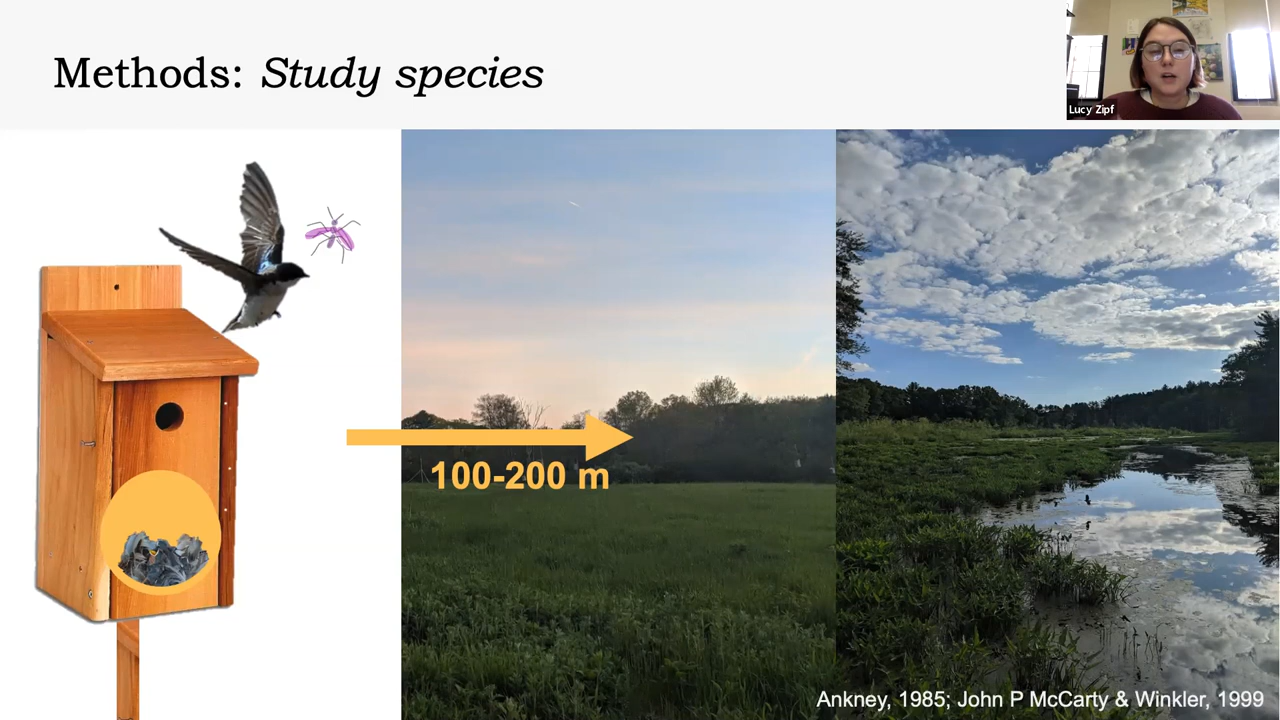 Methods: Study species
Lucy Zipf
100-200 m
Ankney, 1985; John P McCarty & Winkler, 1999